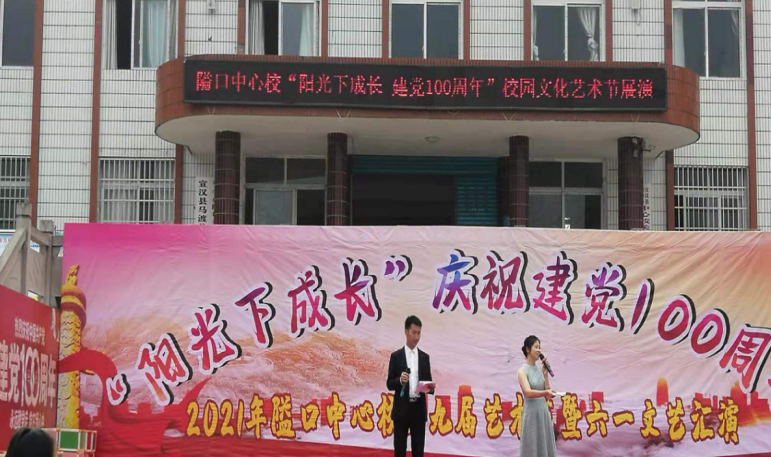 隘口中心校“阳光下成长 建党100周年”校园文化艺术节展演
宣汉县马渡
“阳光下成长”庆祝建党100周
2021年隘口中心校 九届艺术 暨六一文艺汇演
建党100周年